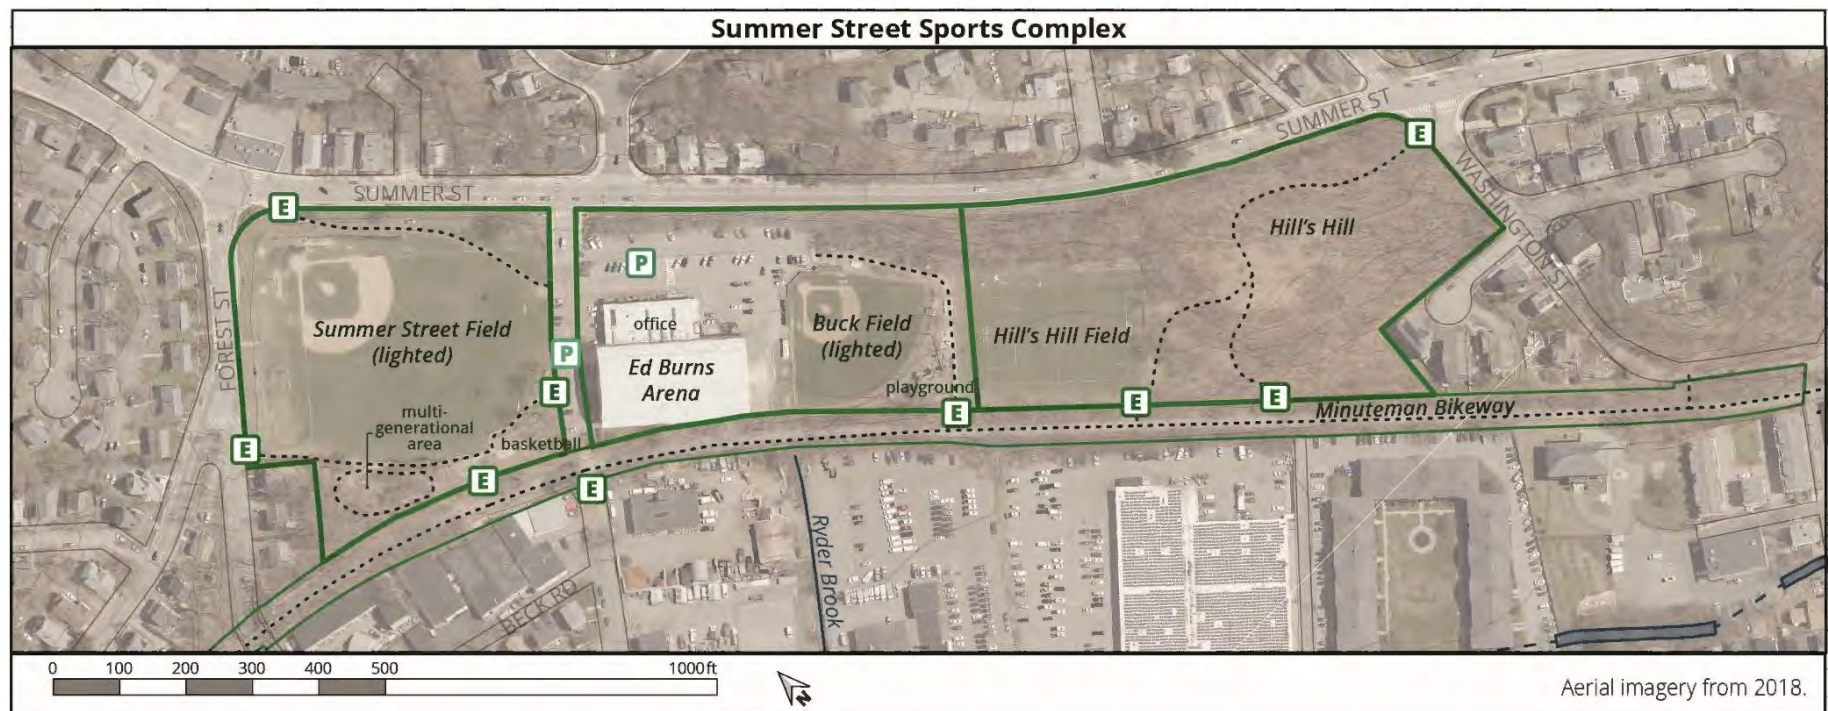 Summer Street Sports Complex
SUMMER ST
E
WASHINGTON ST
E
SUMMER ST
Hill's Hill
P
FOREST ST
Summer Street Field
(lighted)
office
Buck Field
(lighted)
Hill's Hill Field
P
Ed Burns
Arena
E
playground
E
E
E
Minuteman Bikeway
multi-
generational
area
basketball
E
E
E
Ryder Brook
BECK RD
0 100 200 300 400 500 1000ft
N
Aerial imagery from 2018.